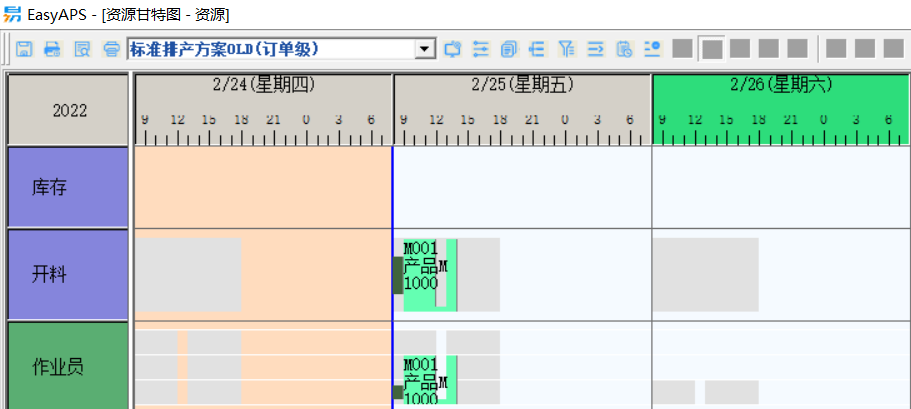 EasyAPS - [资源甘特图 - 资源]
标准排产方案OLD(订单级)
2022
2/24(星期四)
2/25(星期五)
2/26(星期六)
9 12 15 18 21 0 3 6
9 12 15 18 21 0 3 6
9 12 15 18 21 0 3 6
库存
开料
M001
产品M
1000
作业员
M001
产品M
1000